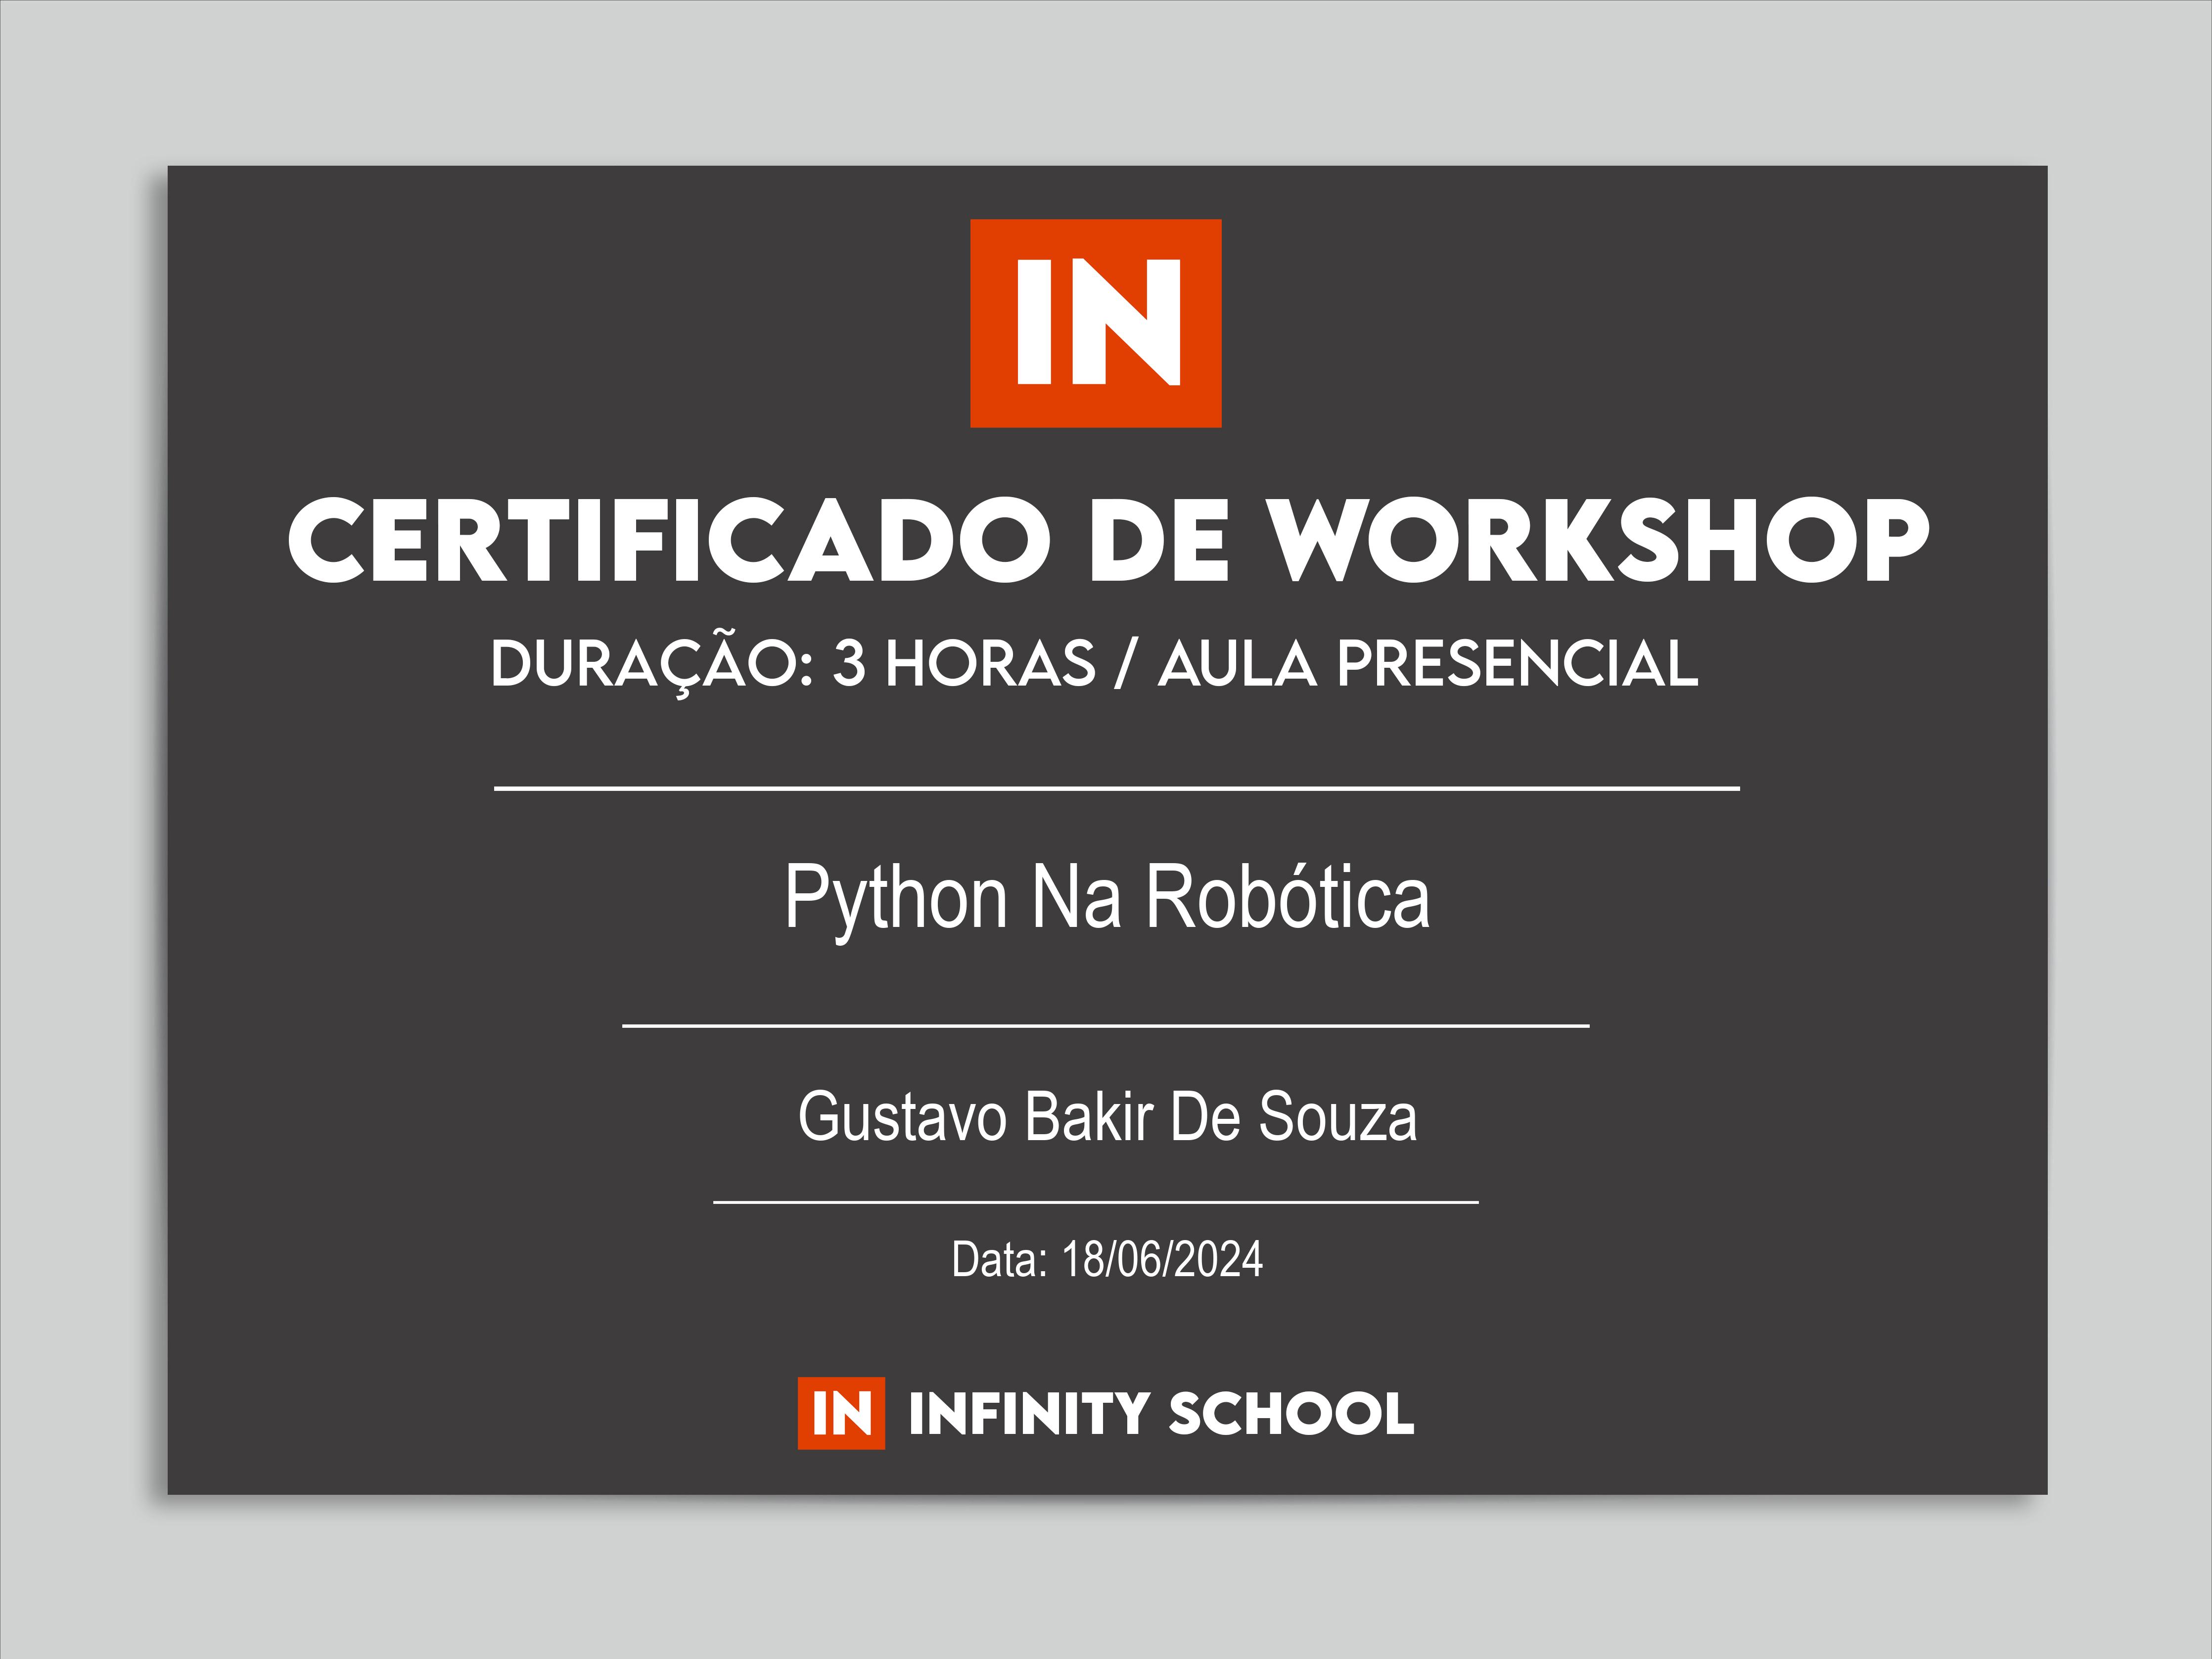 IN
CERTIFICADO DE WORKSHOP
DURAÇÃO: 3 HORAS / AULA PRESENCIAL
Python Na Robótica
Gustavo Bakir De Souza
Data: 18/06/2024
IN INFINITY SCHOOL